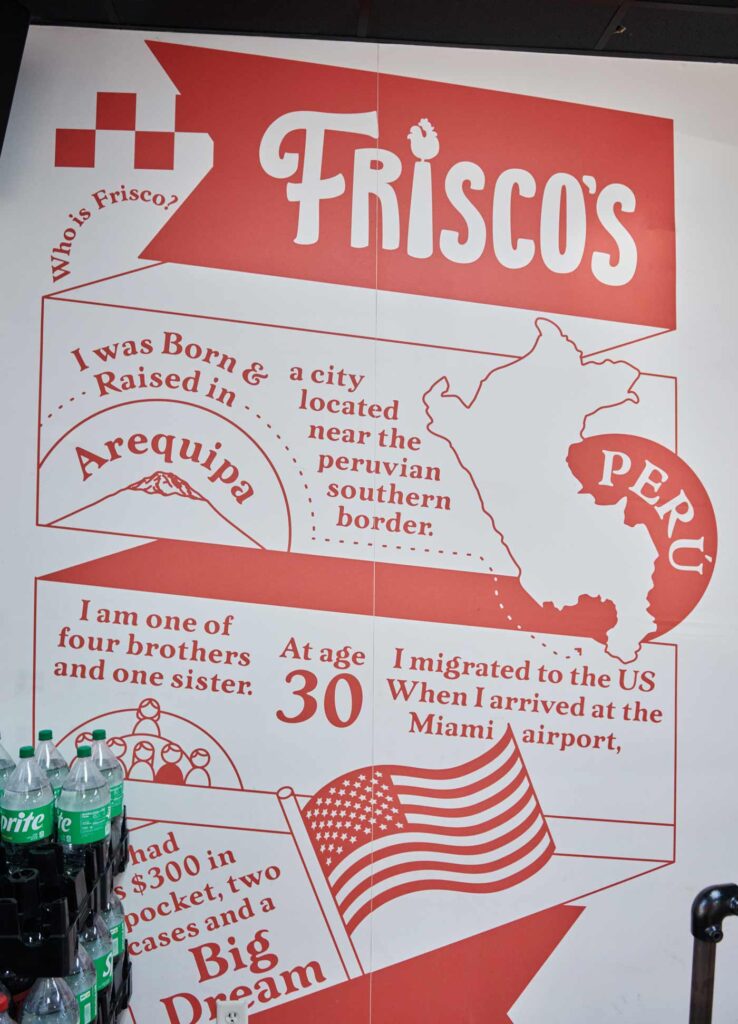 FRISCO'S
Who is Frisco?
I was Born &
Raised in
Arequipa
a city
located
near the
peruvian
southern
border.
PERÚ
I am one of
four brothers
and one sister.
At age
30
I migrated to the US
When I arrived at the
Miami airport,
had
$300 in
pocket, two
cases and a
Big
Dream
Sprite